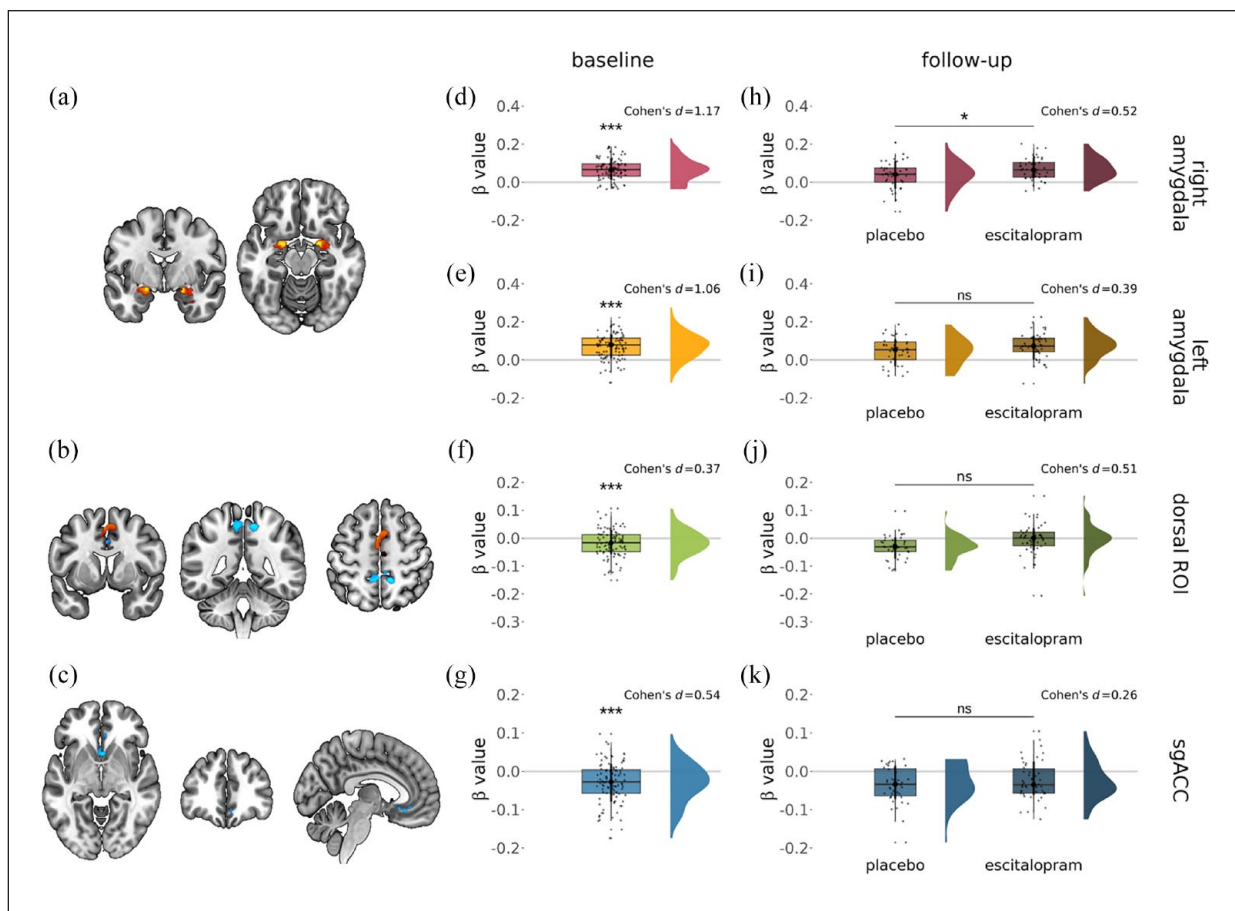 baseline
follow-up
(a)
(d)
Cohen's d=1.17
***
β value
0.4
0.2
0.0
-0.2
(h)
Cohen's d=0.52
*
β value
0.4
0.2
0.0
-0.2
placebo
escitalopram
right
amygdala
(e)
Cohen's d=1.06
***
β value
0.4
0.2
0.0
-0.2
(i)
Cohen's d=0.39
ns
β value
0.4
0.2
0.0
-0.2
placebo
escitalopram
left
amygdala
(b)
(f)
Cohen's d=0.37
***
β value
0.2
0.1
0.0
-0.1
-0.2
-0.3
(j)
Cohen's d=0.51
ns
β value
0.2
0.1
0.0
-0.1
-0.2
-0.3
placebo
escitalopram
dorsal ROI
(c)
(g)
Cohen's d=0.54
***
β value
0.2
0.1
0.0
-0.1
-0.2
(k)
Cohen's d=0.26
ns
β value
0.2
0.1
0.0
-0.1
-0.2
placebo
escitalopram
sgACC